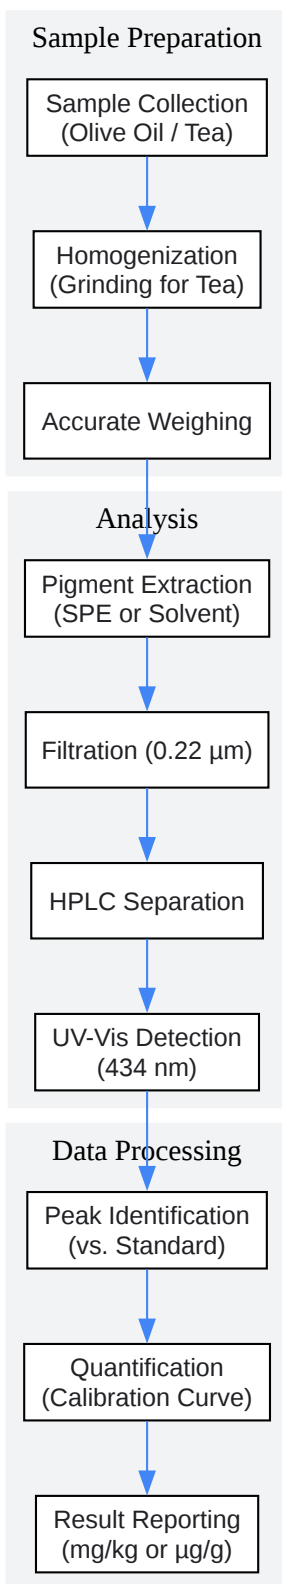 Sample Preparation
Sample Collection
(Olive Oil / Tea)
Homogenization
(Grinding for Tea)
Accurate Weighing
Analysis
Pigment Extraction
(SPE or Solvent)
Filtration (0.22 µm)
HPLC Separation
UV-Vis Detection
(434 nm)
Data Processing
Peak Identification
(vs. Standard)
Quantification
(Calibration Curve)
Result Reporting
(mg/kg or µg/g)